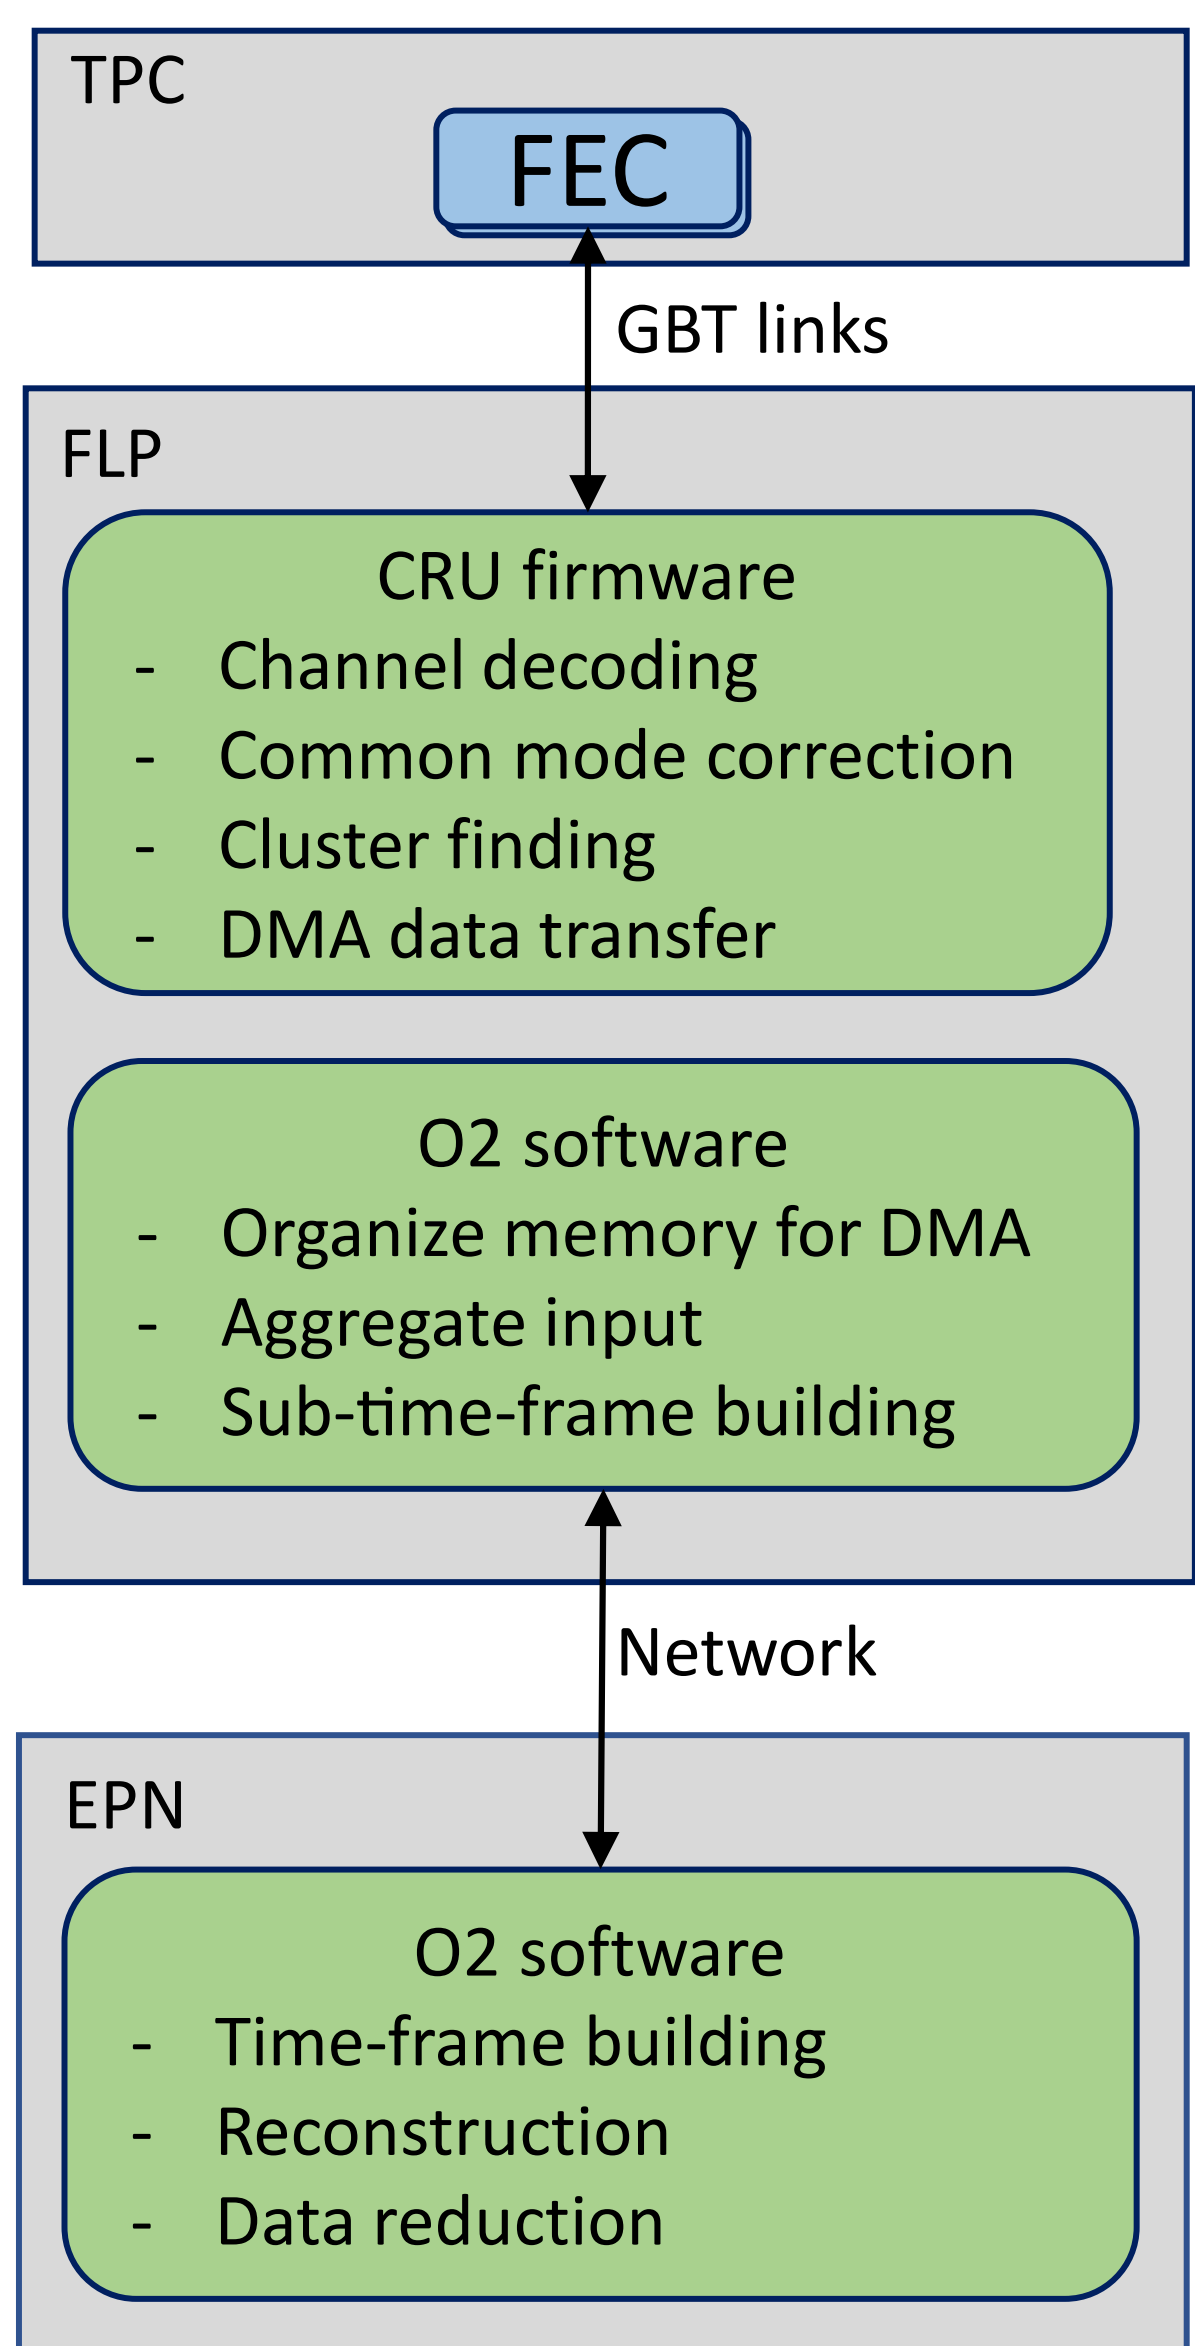 TPC
FEC
GBT links
FLP
CRU firmware
- Channel decoding
- Common mode correction
- Cluster finding
- DMA data transfer
O2 software
- Organize memory for DMA
- Aggregate input
- Sub-time-frame building
Network
EPN
O2 software
- Time-frame building
- Reconstruction
- Data reduction